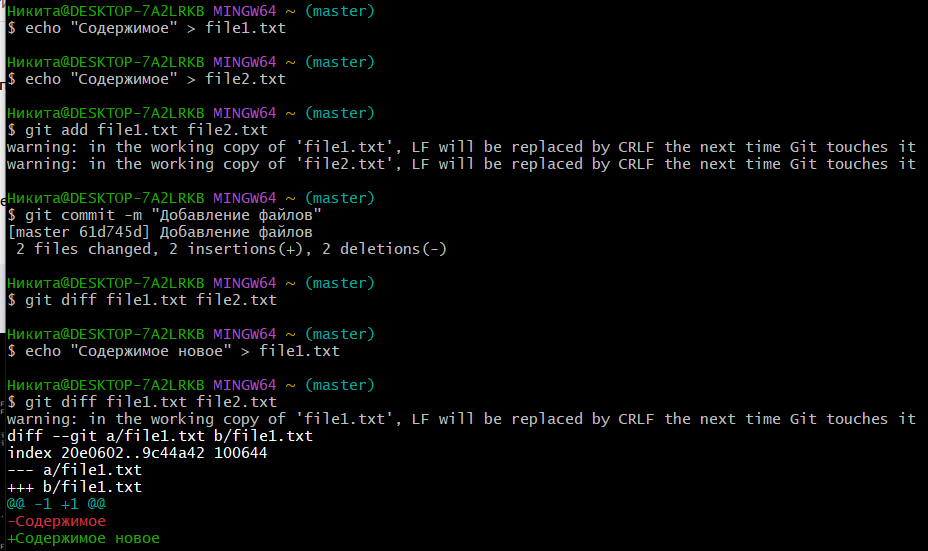 Никита@DESKTOP-7A2LRKB MINGW64 ~ (master)
$ echo "Содержимое" > file1.txt
Никита@DESKTOP-7A2LRKB MINGW64 ~ (master)
$ echo "Содержимое" > file2.txt
Никита@DESKTOP-7A2LRKB MINGW64 ~ (master)
$ git add file1.txt file2.txt
warning: in the working copy of 'file1.txt', LF will be replaced by CRLF the next time Git touches it
warning: in the working copy of 'file2.txt', LF will be replaced by CRLF the next time Git touches it
Никита@DESKTOP-7A2LRKB MINGW64 ~ (master)
$ git commit -m "Добавление файлов"
[master 61d745d] Добавление файлов
 2 files changed, 2 insertions(+), 2 deletions(-)
Никита@DESKTOP-7A2LRKB MINGW64 ~ (master)
$ git diff file1.txt file2.txt
Никита@DESKTOP-7A2LRKB MINGW64 ~ (master)
$ echo "Содержимое новое" > file1.txt
Никита@DESKTOP-7A2LRKB MINGW64 ~ (master)
$ git diff file1.txt file2.txt
warning: in the working copy of 'file1.txt', LF will be replaced by CRLF the next time Git touches it
diff --git a/file1.txt b/file1.txt
index 20e0602..9c44a42 100644
--- a/file1.txt
+++ b/file1.txt
@@ -1 +1 @@
-Содержимое
+Содержимое новое